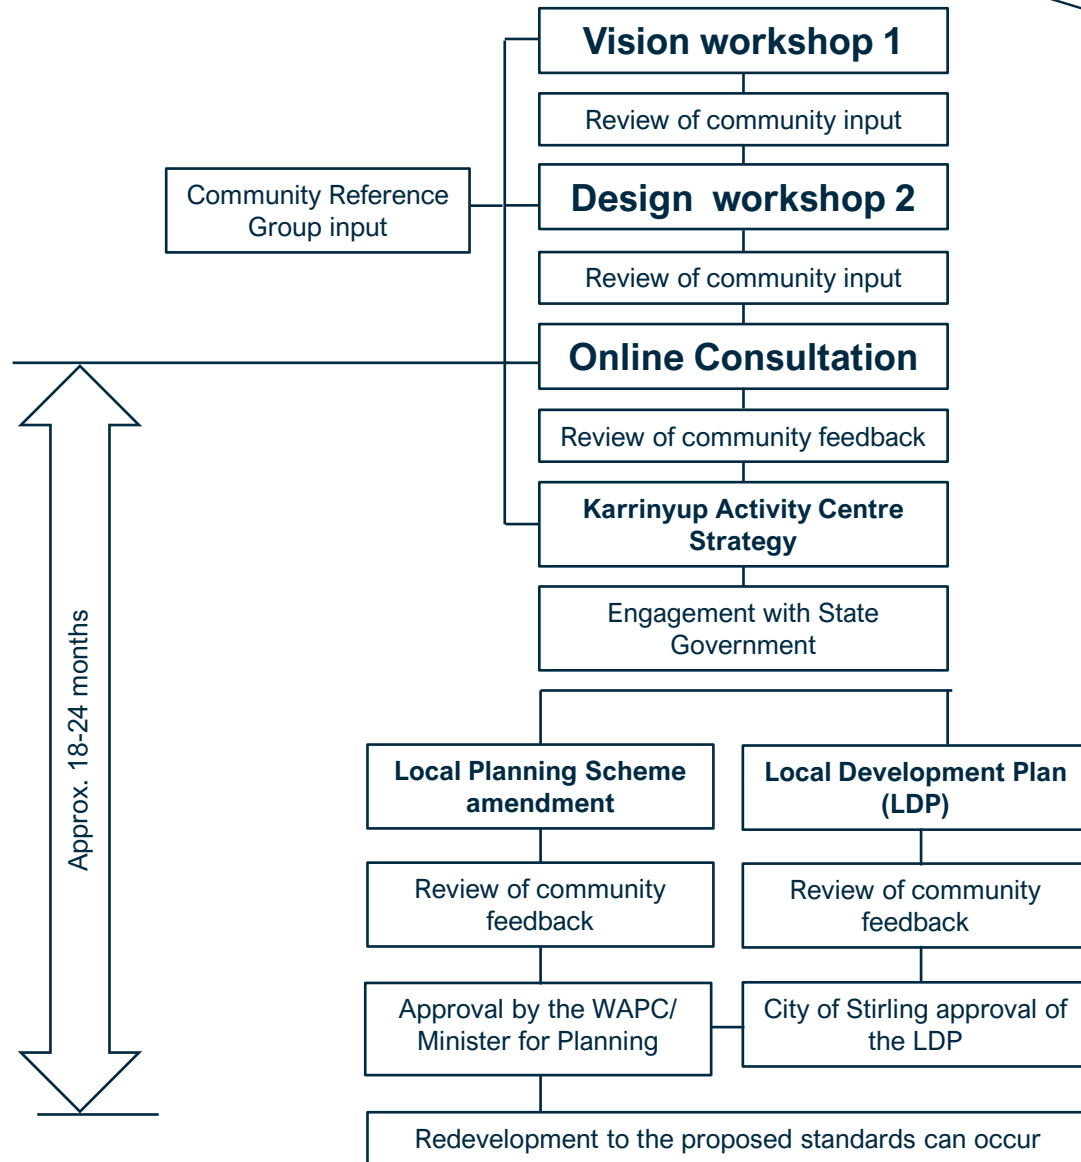 Vision workshop 1
Review of community input
Community Reference
Group input
Design workshop 2
Review of community input
Online Consultation
Review of community feedback
Karrinyup Activity Centre
Strategy
Engagement with State
Government
Approx. 18-24 months
Local Planning Scheme
amendment
Local Development Plan
(LDP)
Review of community
feedback
Review of community
feedback
Approval by the WAPC/
Minister for Planning
City of Stirling approval of
the LDP
Redevelopment to the proposed standards can occur